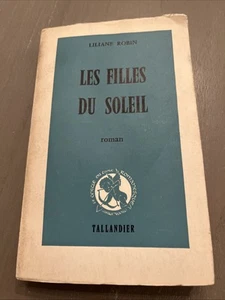 LILIANE ROBIN
LES FILLES
DU SOLEIL
roman
TALLANDIER